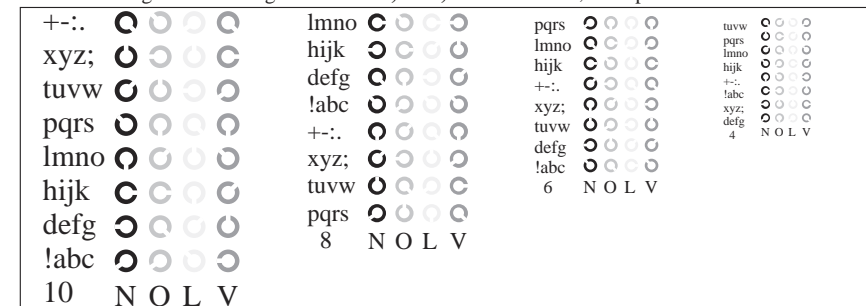 +-:.
xyz;
tuvw
pqrs
lmno
hijk
defg
!abc
10 N O L V
lmno
hijk
defg
!abc
+-:.
xyz;
tuvw
pqrs
8 N O L V
pqrs
lmno
hijk
+-:.
xyz;
tuvw
defg
!abc
6 N O L V
tuvw
pqrs
lmno
hijk
+-:.
!abc
xyz;
defg
4 N O L V